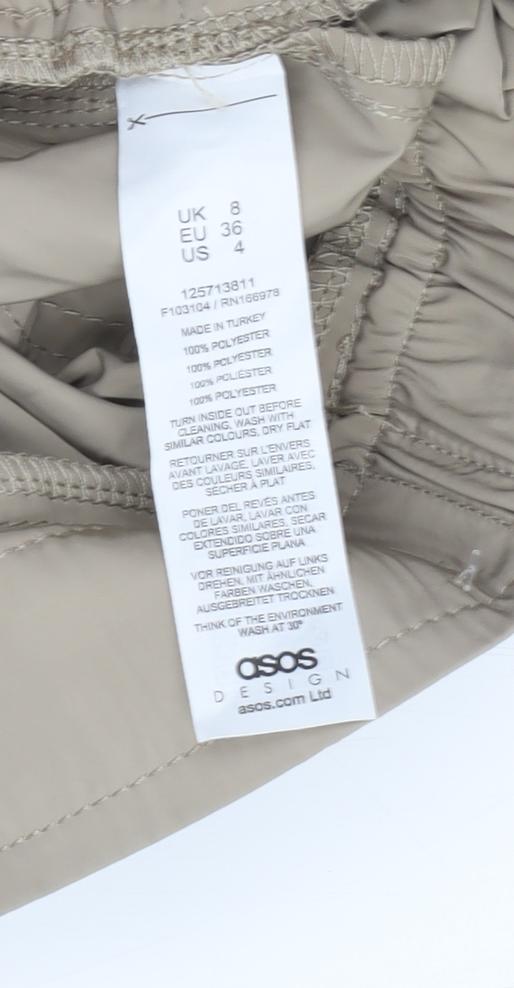 UK 8
EU 36
US 4
125713811
F103104 / RN166978
MADE IN TURKEY
100% POLYESTER
100% POLYESTER
100% POLIÉSTER
100% POLYESTER
TURN INSIDE OUT BEFORE
CLEANING, WASH WITH
SIMILAR COLOURS, DRY FLAT
RETOURNER SUR L'ENVERS
AVANT LAVAGE, LAVER AVEC
DES COULEURS SIMILAIRES,
SÉCHER À PLAT
PONER DEL REVÉS ANTES
DE LAVAR, LAVAR CON
COLORES SIMILARES, SECAR
EXTENDIDO SOBRE UNA
SUPERFICIE PLANA
VOR REINIGUNG AUF LINKS
DREHEN, MIT ÄHNLICHEN
FARBEN WASCHEN,
AUSGEBREITET TROCKNEN
THINK OF THE ENVIRONMENT
WASH AT 30°
asos
DESIGN
asos.com Ltd